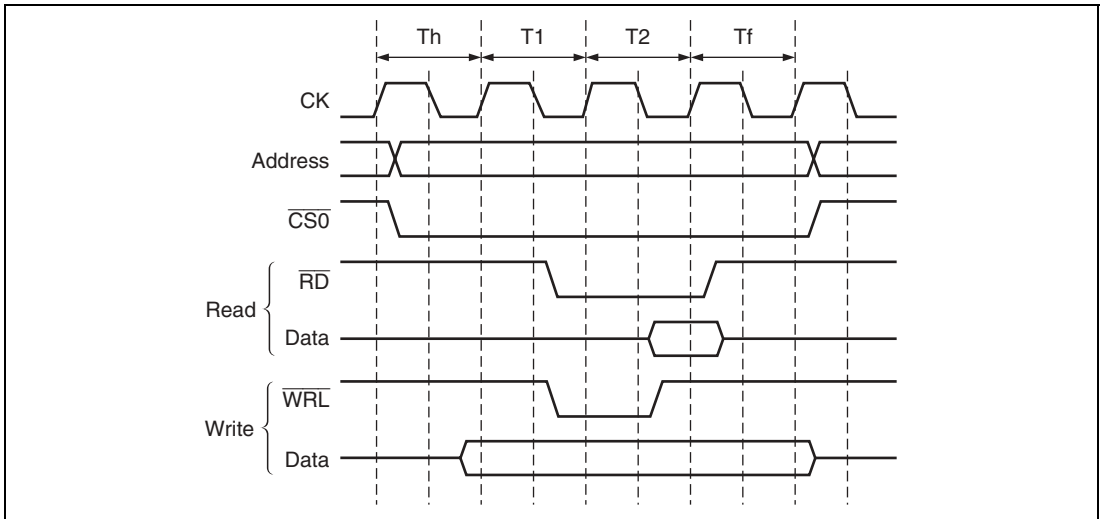 Th T1 T2 Tf
CK
Address
CS0
RD
Read
Data
WRL
Write
Data